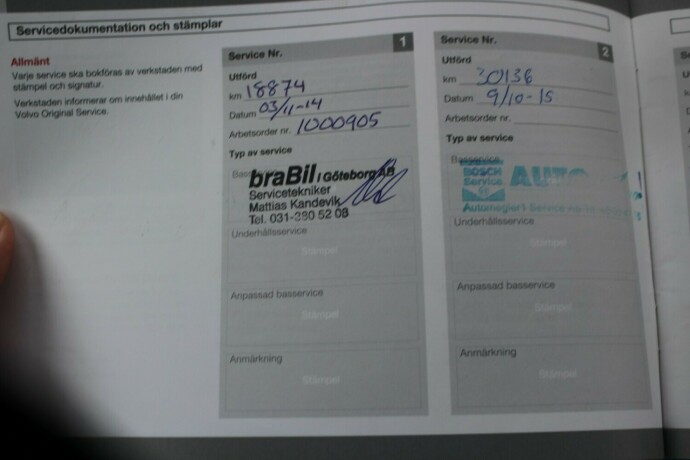 Servicedokumentation och stämplar
Allmänt
Varje service ska bokföras av verkstaden med
stämpel och signatur.
Verkstaden informerar om innehållet i din
Volvo Original Service.
Service Nr. 1
Utförd
km 18874
Datum 03/11-14
Arbetsorder nr. 1000905
Typ av service
braBil i Göteborg AB
Servicetekniker
Mattias Kandevik
Tel. 031-380 52 08
Underhållsservice
Stämpel
Anpassad basservice
Stämpel
Anmärkning
Stämpel
Service Nr. 2
Utförd
km 30136
Datum 9/10-15
Arbetsorder nr.
Typ av service
Basservice
BOSCH
Service
AUTO
Underhållsservice
Stämpel
Anpassad basservice
Stämpel
Anmärkning
Stämpel